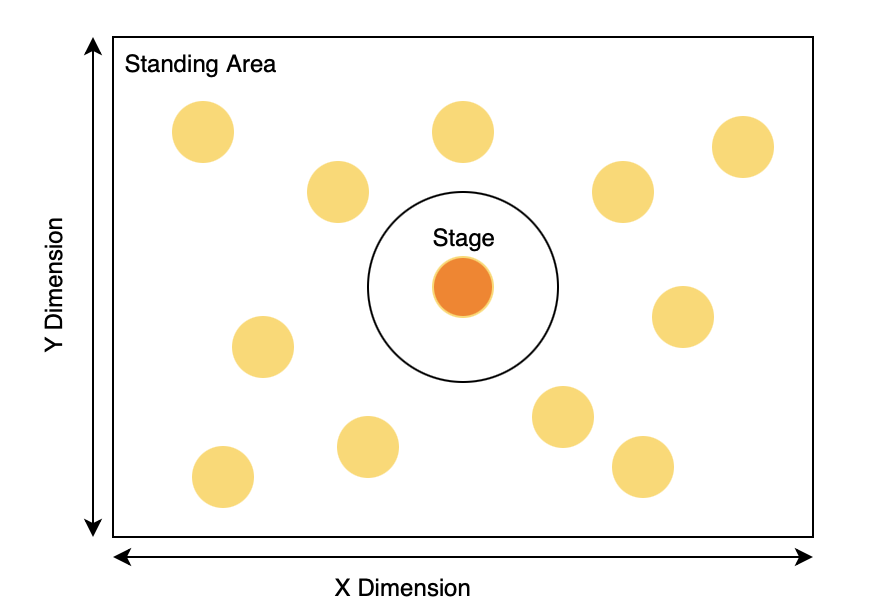 Standing Area
Stage
Y Dimension
X Dimension